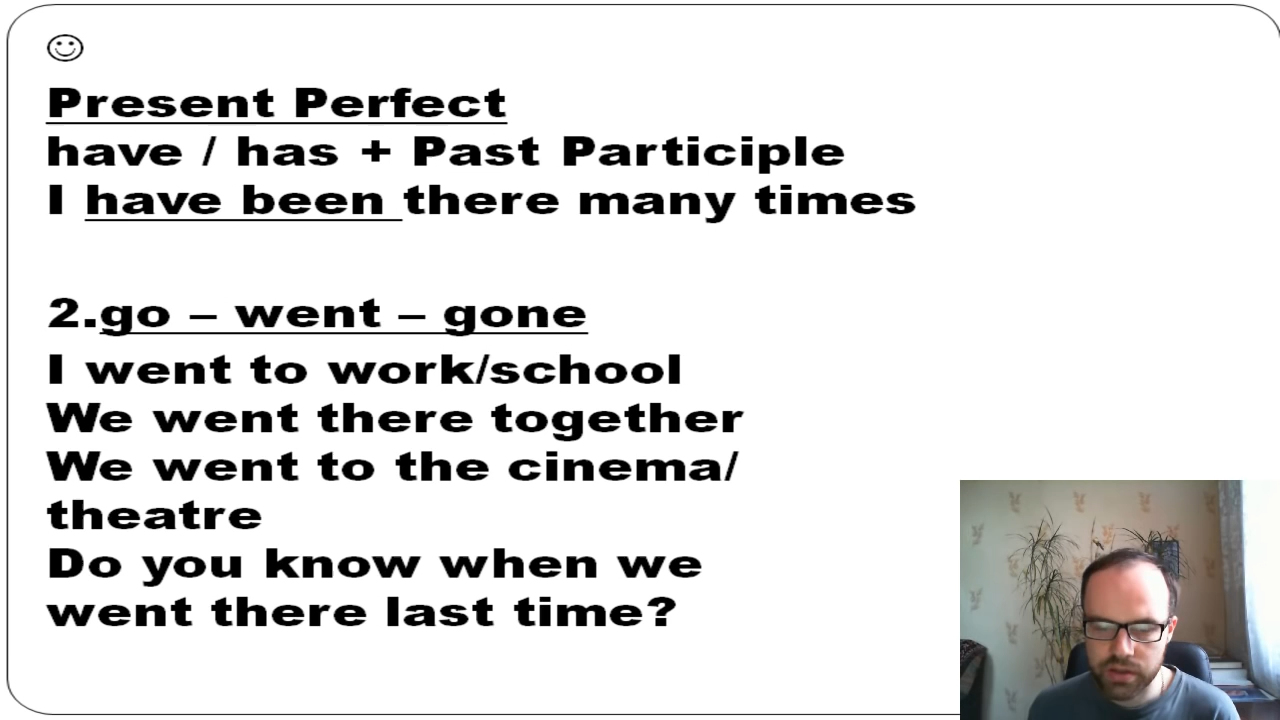 Present Perfect
have / has + Past Participle
I have been there many times
2.go – went – gone
I went to work/school
We went there together
We went to the cinema/
theatre
Do you know when we
went there last time?